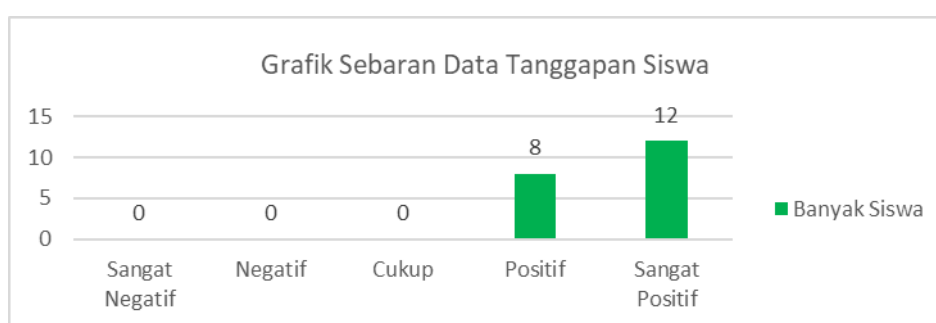 Grafik Sebaran Data Tanggapan Siswa
15
10
5
0
0
0
0
8
12
Sangat Negatif
Negatif
Cukup
Positif
Sangat Positif
Banyak Siswa